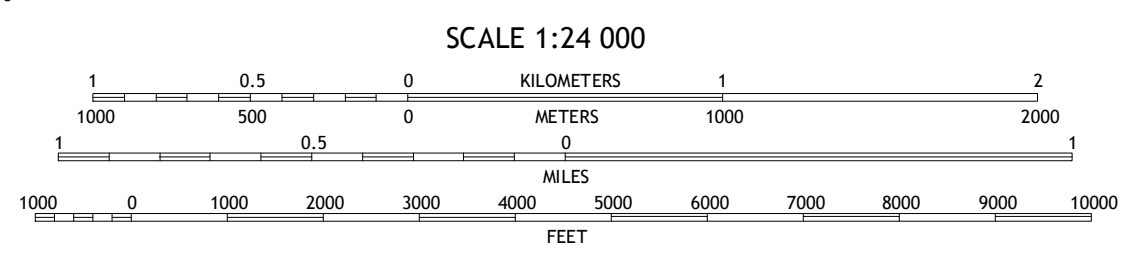 SCALE 1:24 000
1 0.5 0 KILOMETERS 1 2
1000 500 0 METERS 1000 2000
1 0.5 0 1
MILES
1000 0 1000 2000 3000 4000 5000 6000 7000 8000 9000 10000
FEET